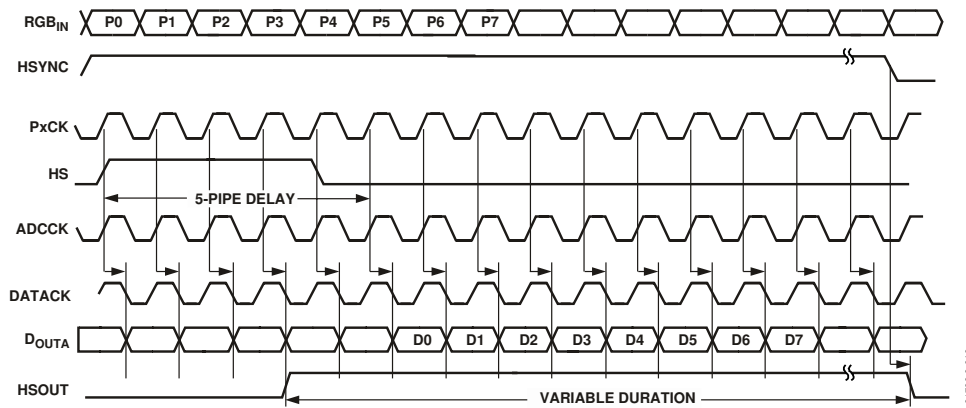 RGBIN P0 P1 P2 P3 P4 P5 P6 P7
HSYNC
PxCK
HS
5-PIPE DELAY
ADCCK
DATACK
DOUTA D0 D1 D2 D3 D4 D5 D6 D7
HSOUT
VARIABLE DURATION